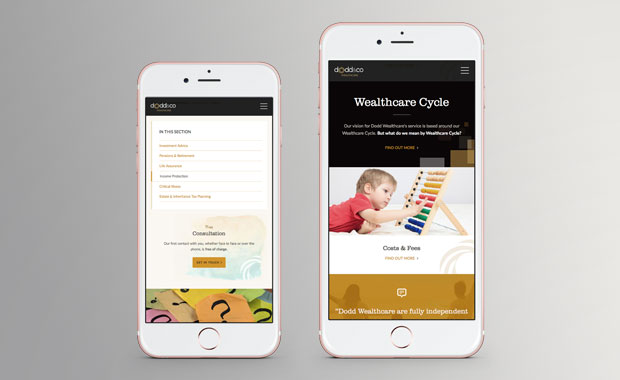 dodd&co
WEALTHCARE
IN THIS SECTION
Investment Advice
Pensions & Retirement
Life Assurance
Income Protection
Critical Illness
Estate & Inheritance Tax Planning
Free
Consultation
Our first contact with you, whether face to face or over the
phone, is free of charge.
GET IN TOUCH >
? ? ? ?
dodd&co
WEALTHCARE
Wealthcare Cycle
Our vision for Dodd Wealthcare's service is based around our
Wealthcare Cycle. But what do we mean by Wealthcare Cycle?
FIND OUT MORE >
Costs & Fees
FIND OUT MORE >
"Dodd Wealthcare are fully independent